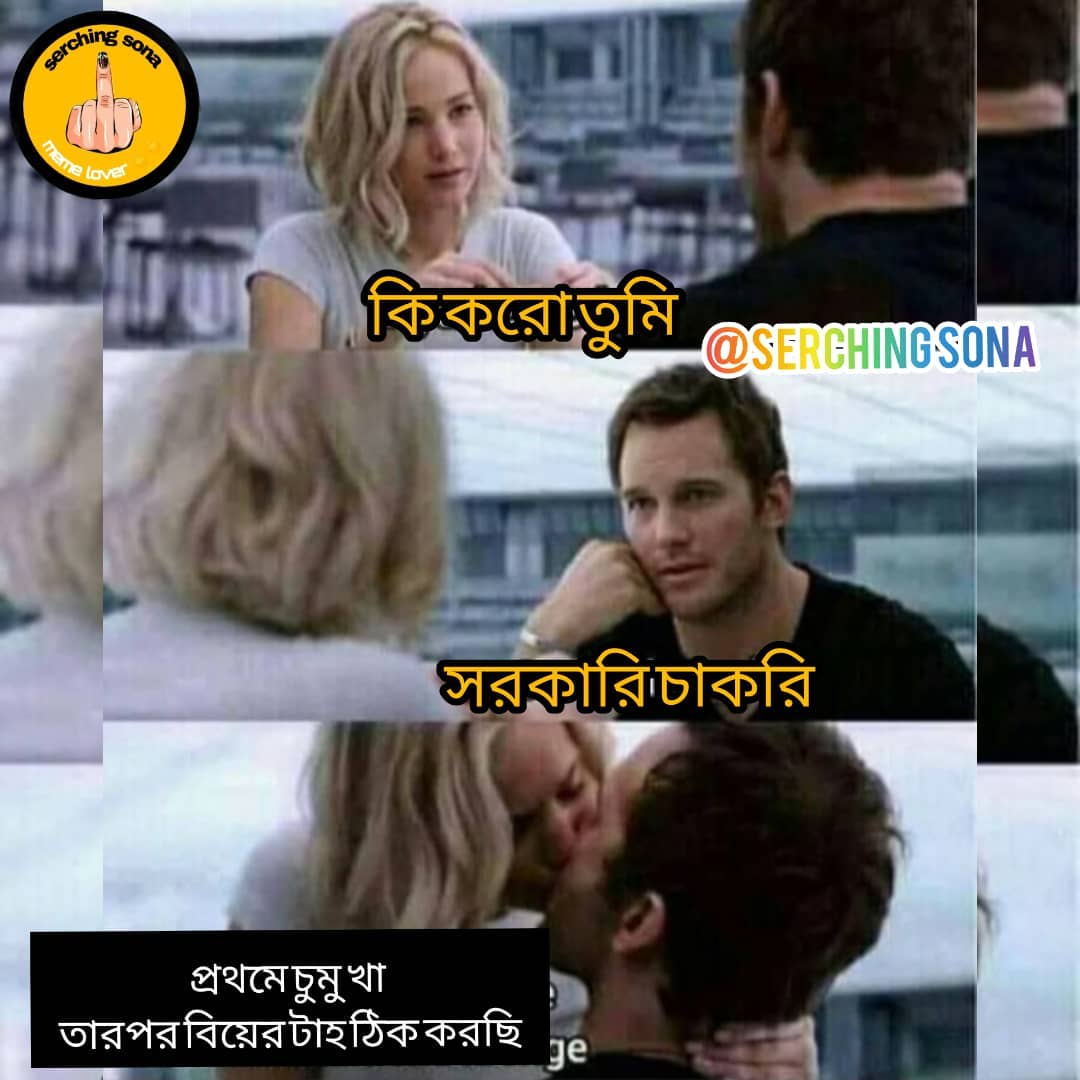 serching sona
meme lover
কি করো তুমি
@SERCHINGSONA
সরকারি চাকরি
প্রথমে চুমু খা
তারপর বিয়ের টাহ ঠিক করছি
ge